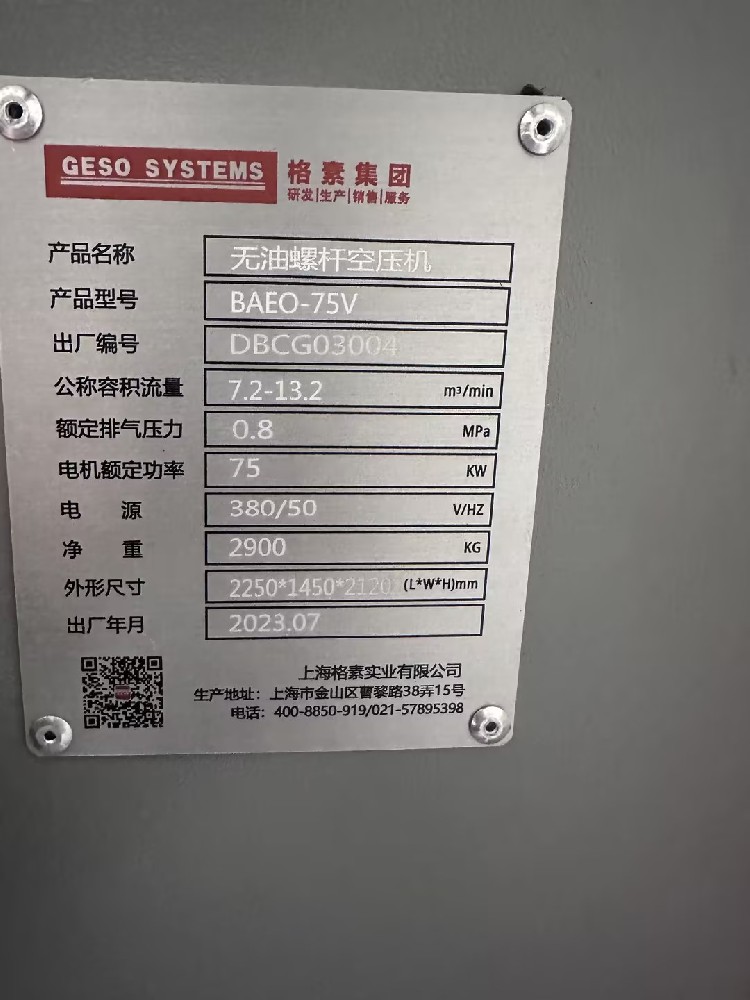 GESO SYSTEMS 格素集团
研发|生产|销售|服务
产品名称 无油螺杆空压机
产品型号 BAEO-75V
出厂编号 DBCG03004
公称容积流量 7.2-13.2 m³/min
额定排气压力 0.8 MPa
电机额定功率 75 KW
电 源 380/50 V/HZ
净 重 2900 KG
外形尺寸 2250*1450*2120 (L*W*H)mm
出厂年月 2023.07
上海格素实业有限公司
生产地址：上海市金山区曹黎路38弄15号
电话：400-8850-919/021-57895398